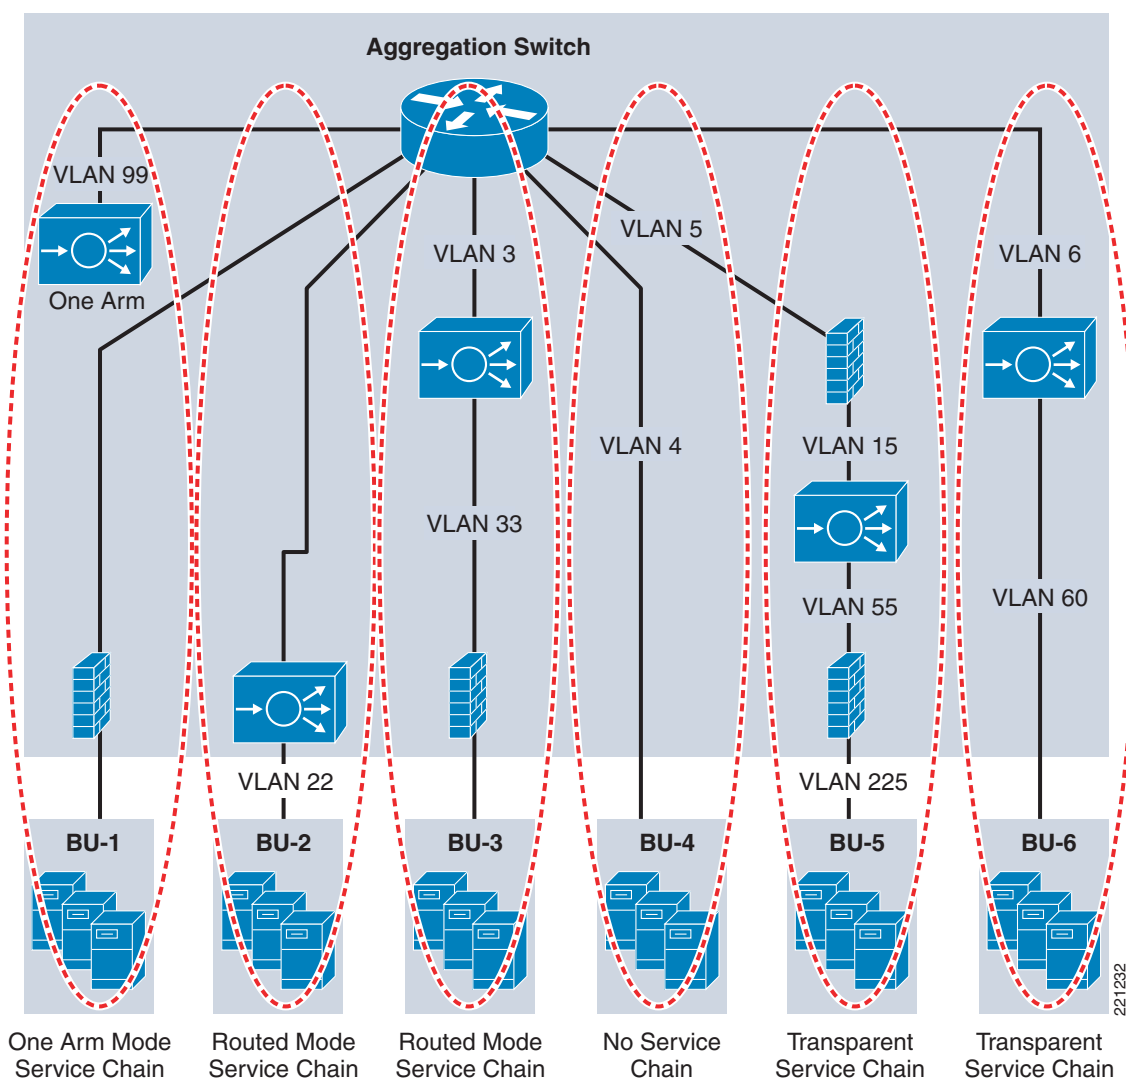 Aggregation Switch
VLAN 99
One Arm
VLAN 5
VLAN 3
VLAN 6
VLAN 4
VLAN 15
VLAN 33
VLAN 55
VLAN 60
VLAN 22
VLAN 225
BU-1
BU-2
BU-3
BU-4
BU-5
BU-6
221232
One Arm Mode
Service Chain
Routed Mode
Service Chain
Routed Mode
Service Chain
No Service
Chain
Transparent
Service Chain
Transparent
Service Chain